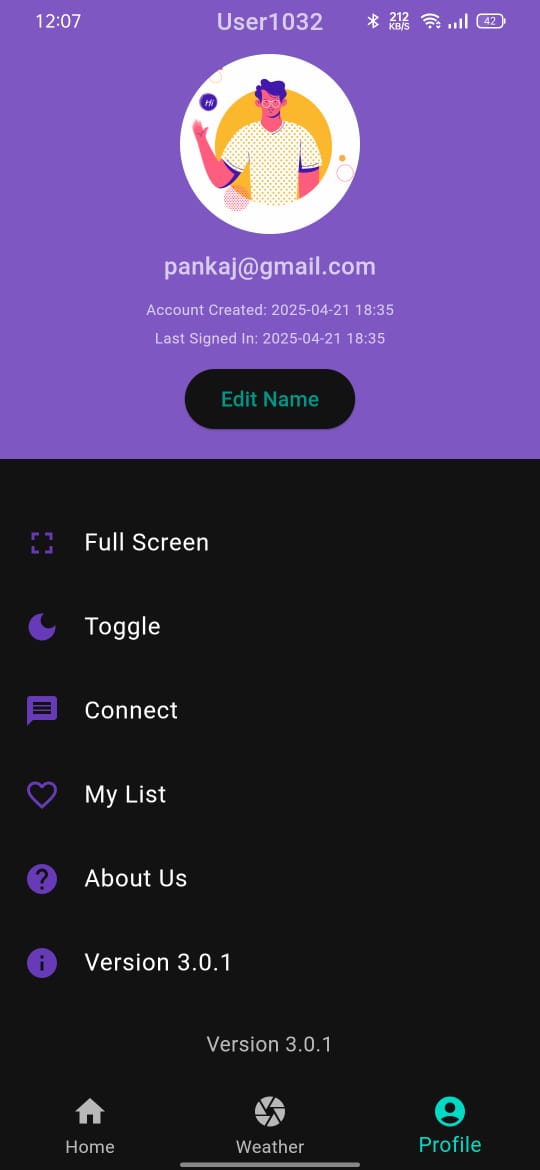 12:07
User1032
212
KB/S
42
Hi
pankaj@gmail.com
Account Created: 2025-04-21 18:35
Last Signed In: 2025-04-21 18:35
Edit Name
Full Screen
Toggle
Connect
My List
About Us
Version 3.0.1
Version 3.0.1
Home
Weather
Profile